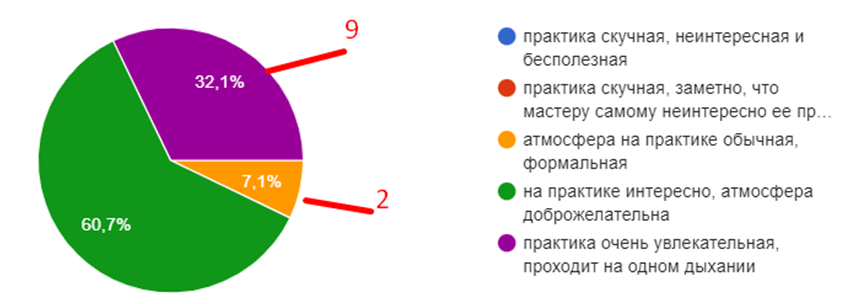 9
32,1%
7,1%
2
60,7%
практика скучная, неинтересная и
бесполезная
практика скучная, заметно, что
мастеру самому неинтересно ее пр…
атмосфера на практике обычная,
формальная
на практике интересно, атмосфера
доброжелательна
практика очень увлекательная,
проходит на одном дыхании